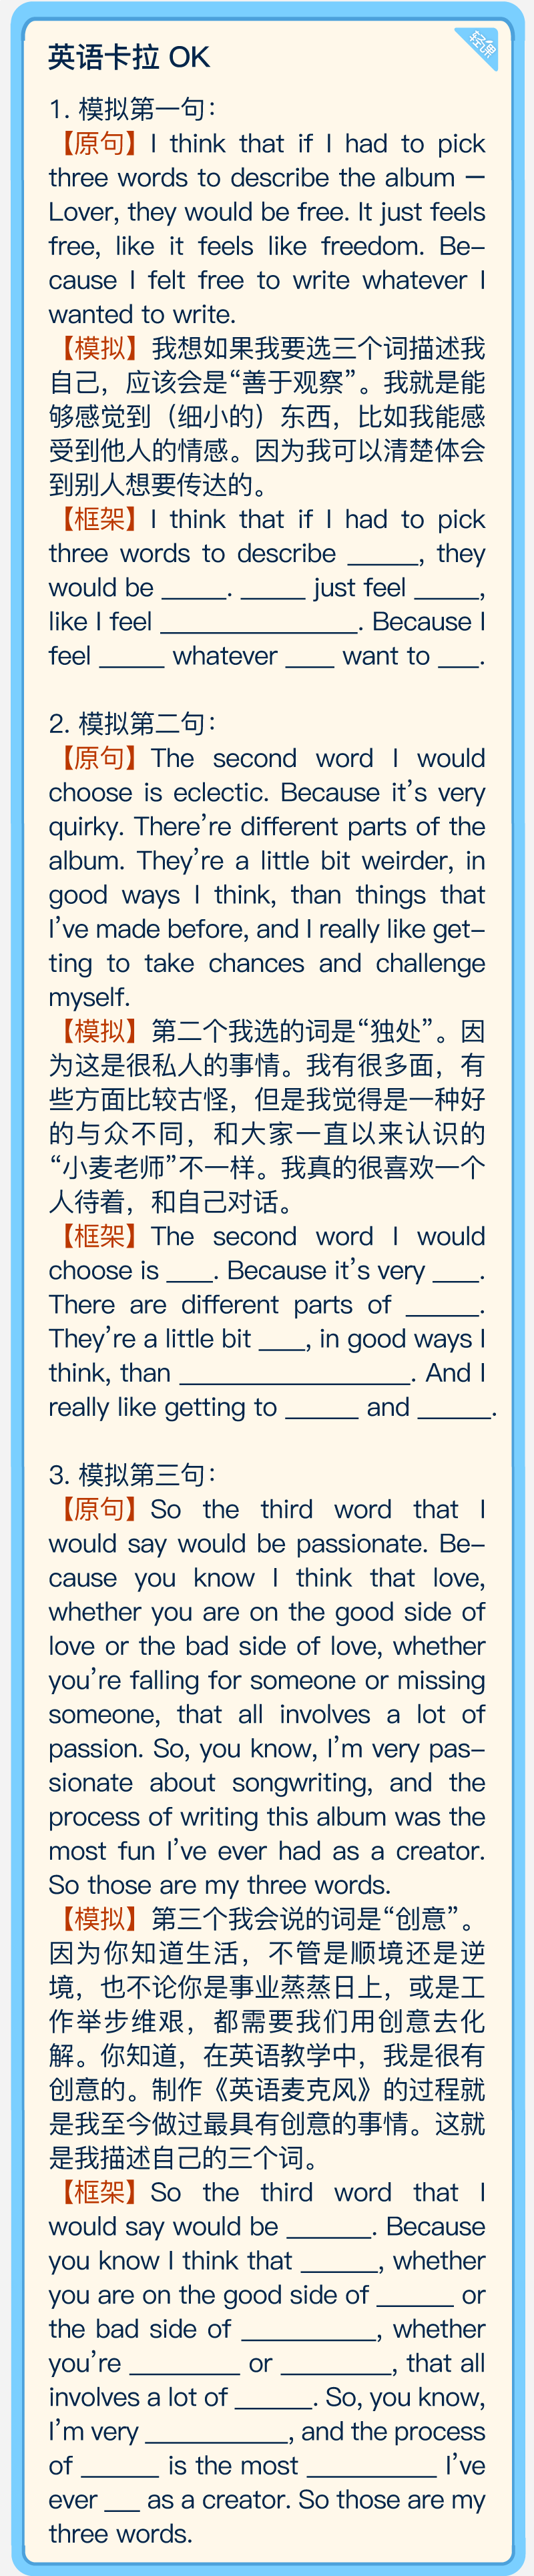 英语卡拉 OK
轻课
1. 模拟第一句：
【原句】I think that if I had to pick
three words to describe the album —
Lover, they would be free. It just feels
free, like it feels like freedom. Be-
cause I felt free to write whatever I
wanted to write.
【模拟】我想如果我要选三个词描述我
自己，应该会是“善于观察”。我就是能
够感觉到（细小的）东西，比如我能感
受到他人的情感。因为我可以清楚体会
到别人想要传达的。
【框架】I think that if I had to pick
three words to describe _____, they
would be _____. _____ just feel _____,
like I feel _______________. Because I
feel _____ whatever ____ want to ___.
2. 模拟第二句：
【原句】The second word I would
choose is eclectic. Because it's very
quirky. There're different parts of the
album. They're a little bit weirder, in
good ways I think, than things that
I've made before, and I really like get-
ting to take chances and challenge
myself.
【模拟】第二个我选的词是“独处”。因
为这是很私人的事情。我有很多面，有
些方面比较古怪，但是我觉得是一种好
的与众不同，和大家一直以来认识的
“小麦老师”不一样。我真的很喜欢一个
人待着，和自己对话。
【框架】The second word I would
choose is ____. Because it's very ____.
There are different parts of ______.
They're a little bit ____, in good ways I
think, than __________________. And I
really like getting to ______ and ______.
3. 模拟第三句：
【原句】So the third word that I
would say would be passionate. Be-
cause you know I think that love,
whether you are on the good side of
love or the bad side of love, whether
you're falling for someone or missing
someone, that all involves a lot of
passion. So, you know, I'm very pas-
sionate about songwriting, and the
process of writing this album was the
most fun I've ever had as a creator.
So those are my three words.
【模拟】第三个我会说的词是“创意”。
因为你知道生活，不管是顺境还是逆
境，也不论你是事业蒸蒸日上，或是工
作举步维艰，都需要我们用创意去化
解。你知道，在英语教学中，我是很有
创意的。制作《英语麦克风》的过程就
是我至今做过最具有创意的事情。这就
是我描述自己的三个词。
【框架】So the third word that I
would say would be ______. Because
you know I think that ______, whether
you are on the good side of ______ or
the bad side of __________, whether
you're ________ or ________, that all
involves a lot of ______. So, you know,
I'm very ___________, and the process
of ______ is the most __________ I've
ever ___ as a creator. So those are my
three words.